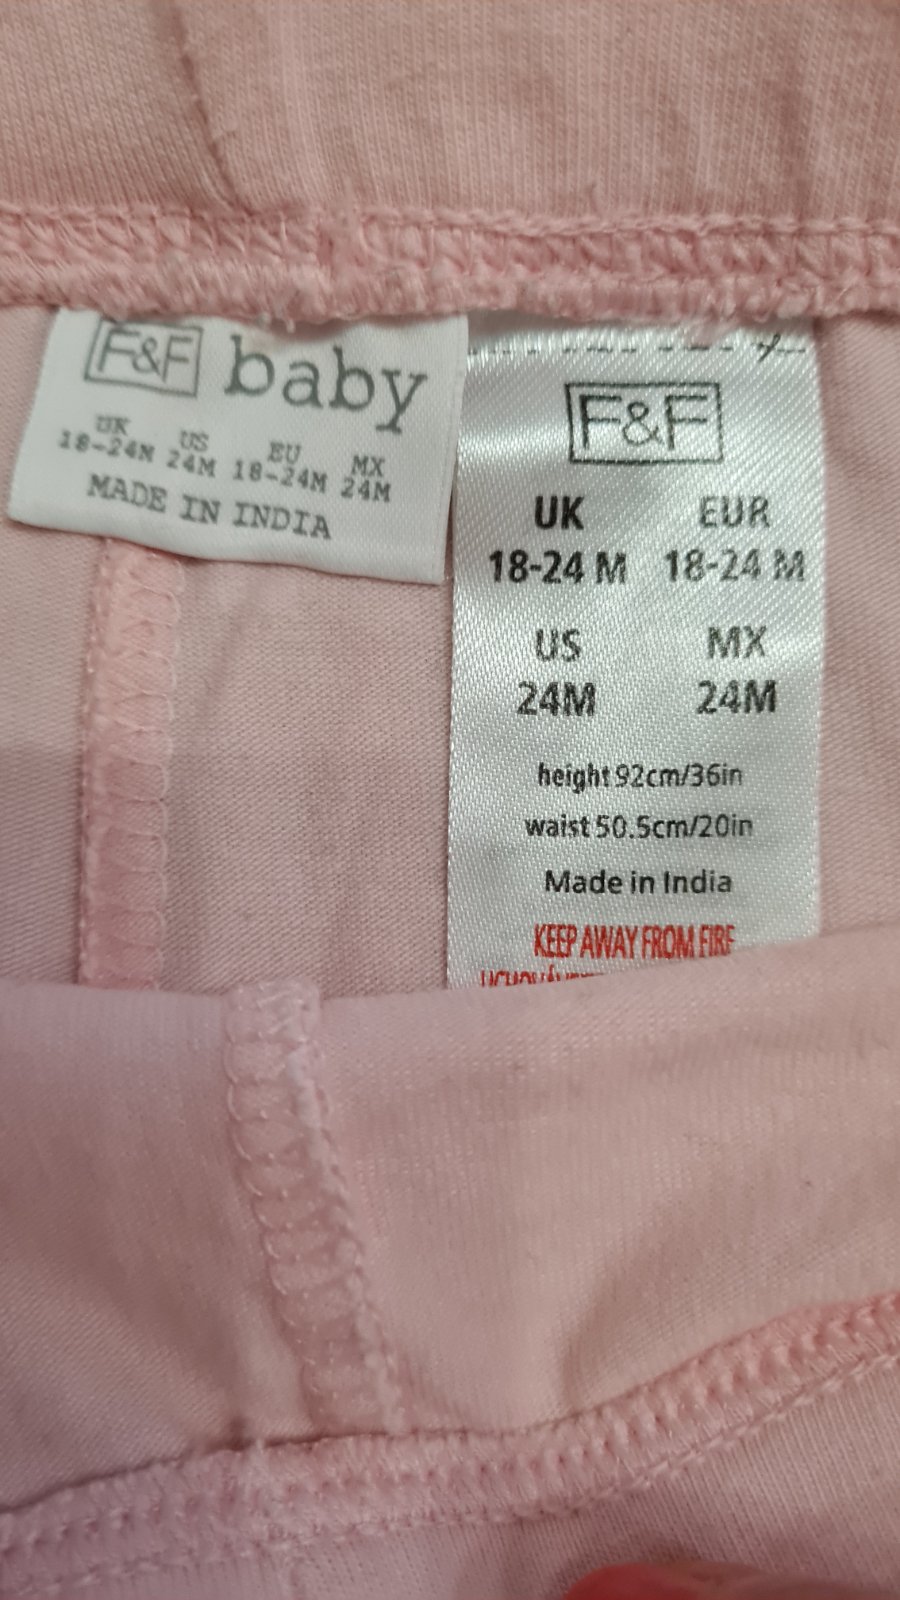 F&F baby
UK US EU MX
18-24M 24M 18-24M 24M
MADE IN INDIA
F&F
UK EUR
18-24 M 18-24 M
US MX
24M 24M
height 92cm/36in
waist 50.5cm/20in
Made in India
KEEP AWAY FROM FIRE